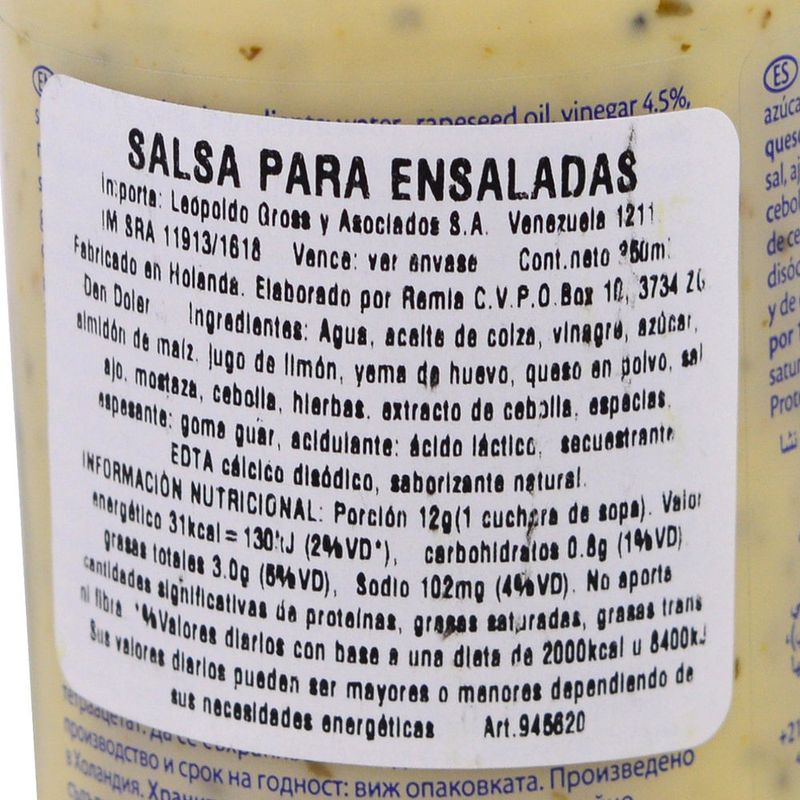 rapeseed oil, vinegar 4.5%,
SALSA PARA ENSALADAS
Importa: Leopoldo Gross y Asociados S.A. Venezuela 1211
IM SRA 11913/1618 Vence: ver envase Cont.neto
Fabricado en Holanda. Elaborado por Remia C.V.P.O.Box 10, 3734
Den Doler Ingredientes: Agua, aceite de colza, vinagre, azúcar,
almidón de maíz, jugo de limón, yema de huevo, queso en polvo, sal
ajo, mostaza, cebolla, hierbas, extracto de cebolla, especias,
espesante: goma guar, acidulante: ácido láctico, secuestrante
EDTA cálcico disódico, saborizante natural.
INFORMACIÓN NUTRICIONAL: Porción 12g(1 cuchara de sopa). Valor
energético 31kcal = 130kJ (2%VD*), carbohidratos 0.8g (1%VD)
grasas totales 3.0g (5%VD), Sodio 102mg (4%VD). No aporta
cantidades significativas de proteínas, grasas saturadas, grasas trans
ni fibra *%Valores diarios con base a una dieta de 2000kcal u 8400kJ
Sus valores diarios pueden ser mayores o menores dependiendo de
sus necesidades energéticas Art.945620
производство и срок на годност: виж опаковката. Произведено
в Холандия.
ES
sal,
y de
por